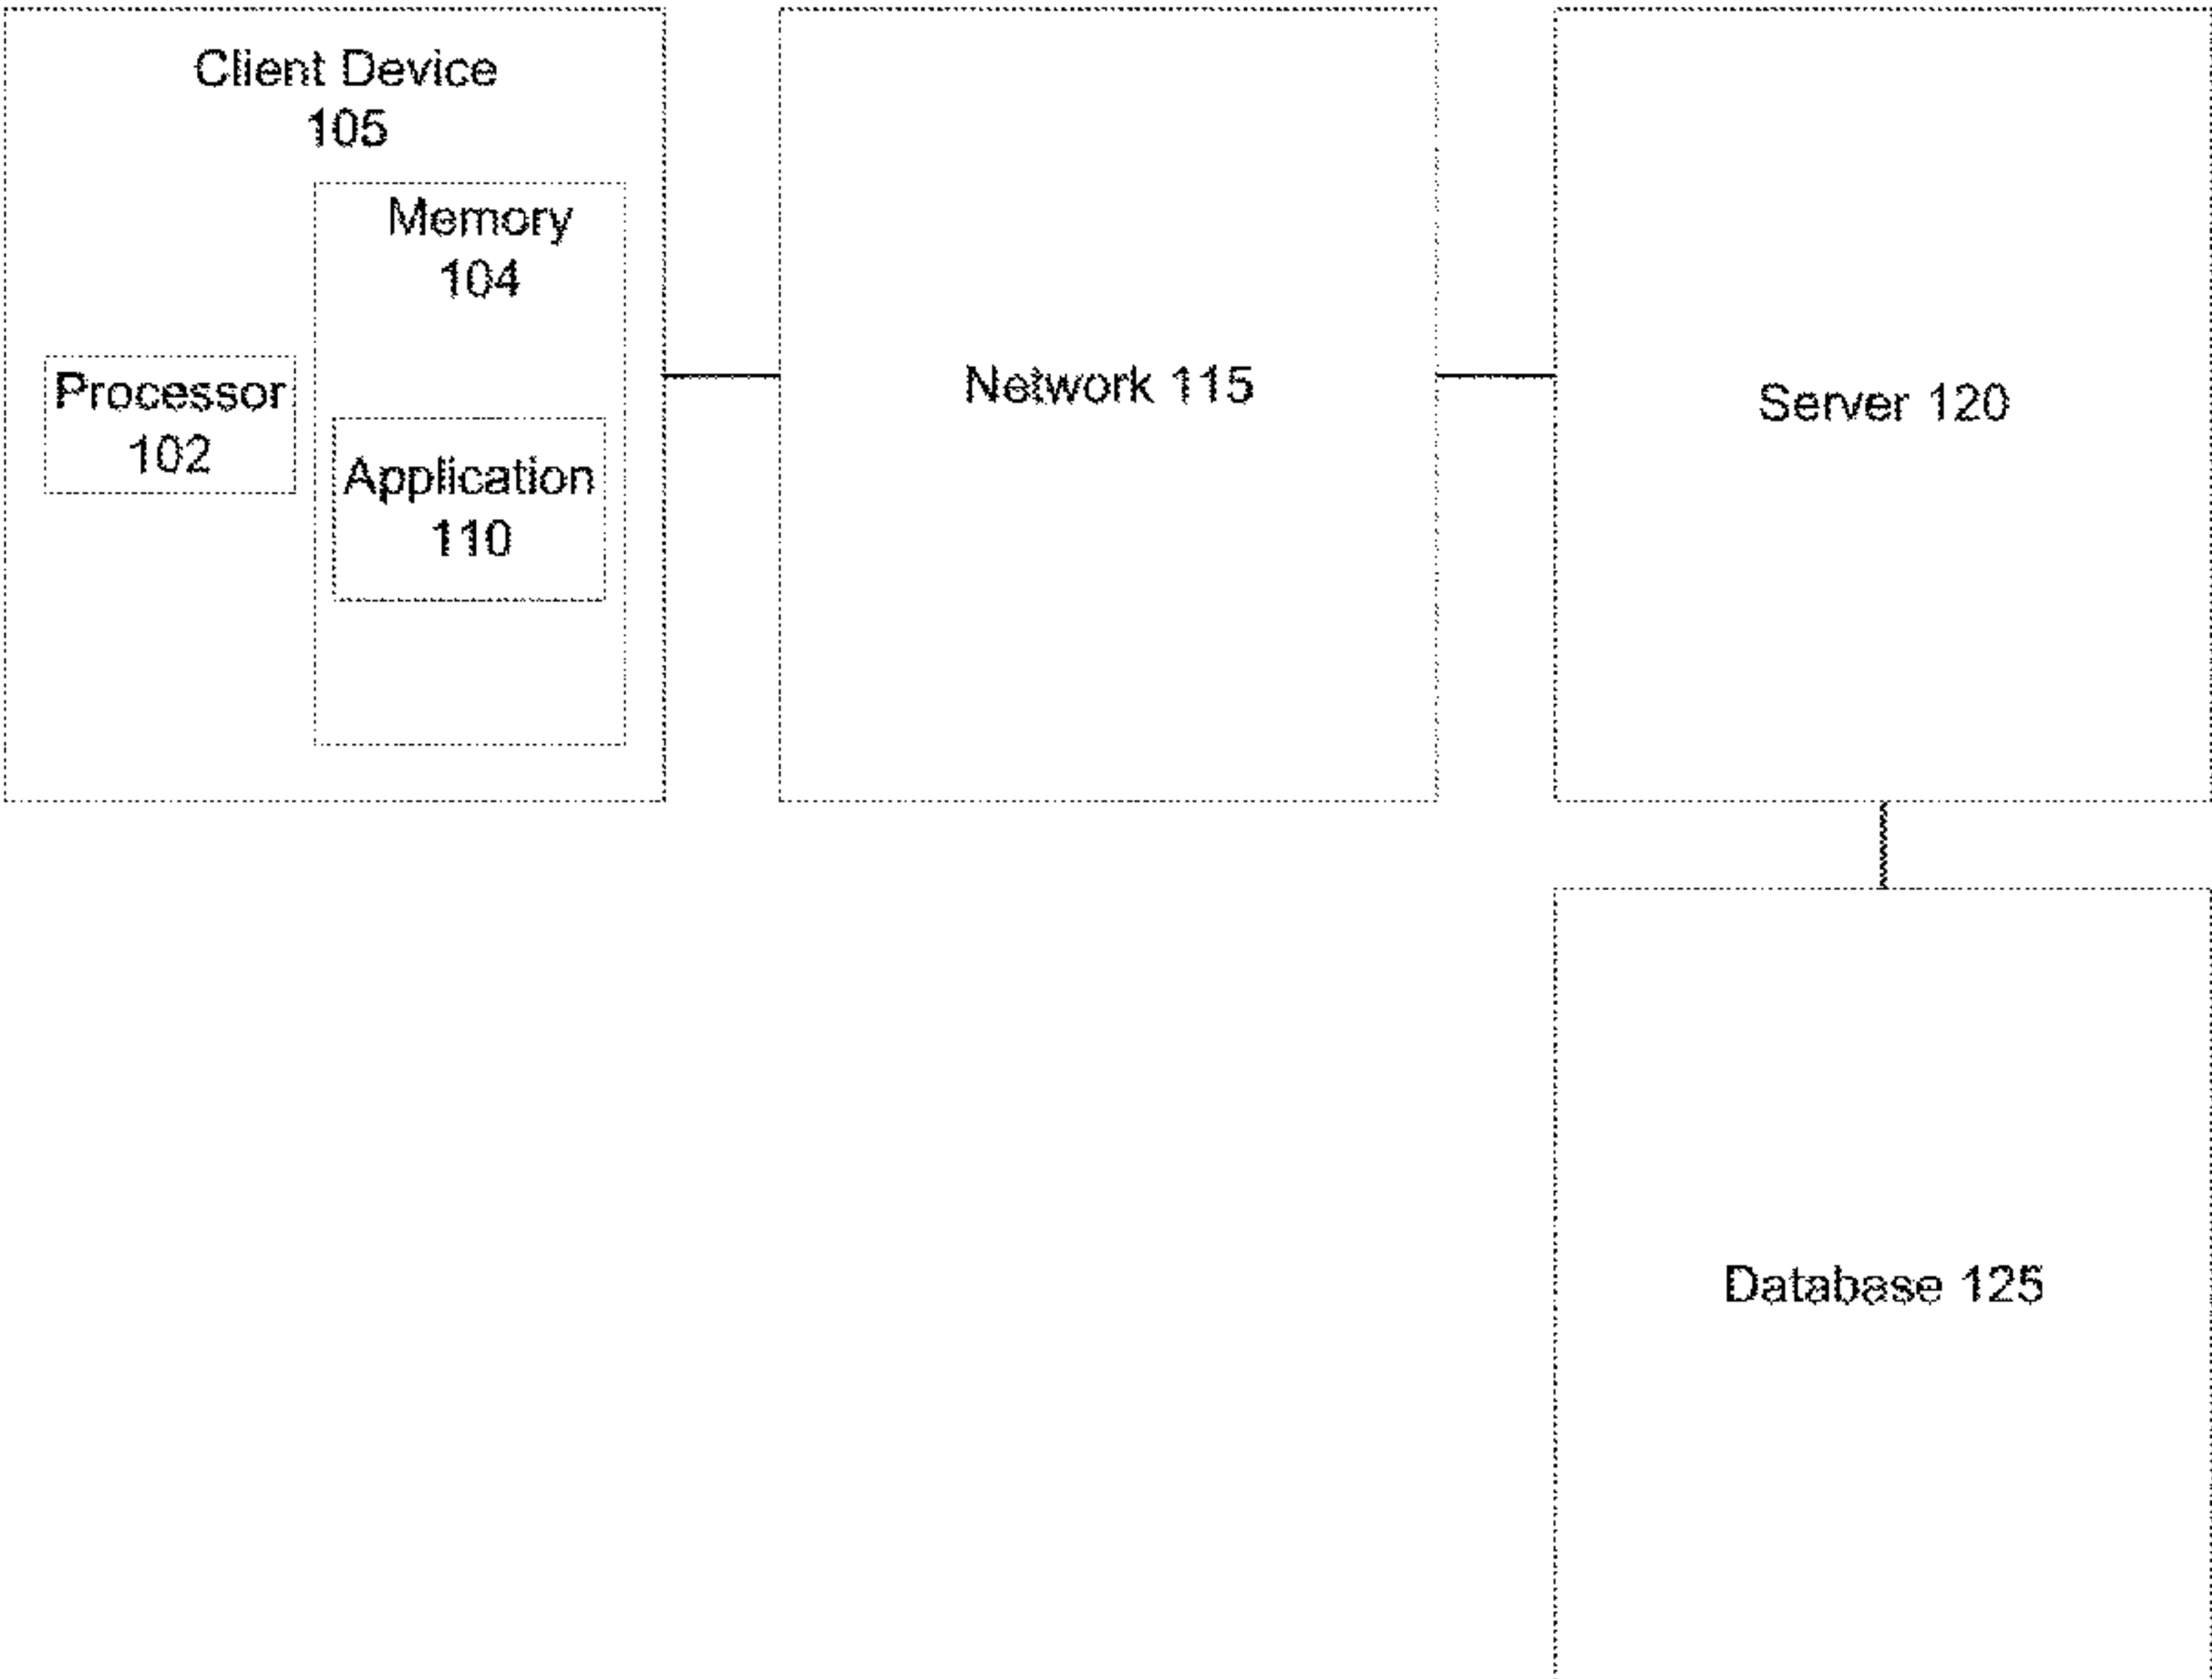 Client Device
105
Memory
104
Processor
102
Application
110
Network 115
Server 120
Database 125